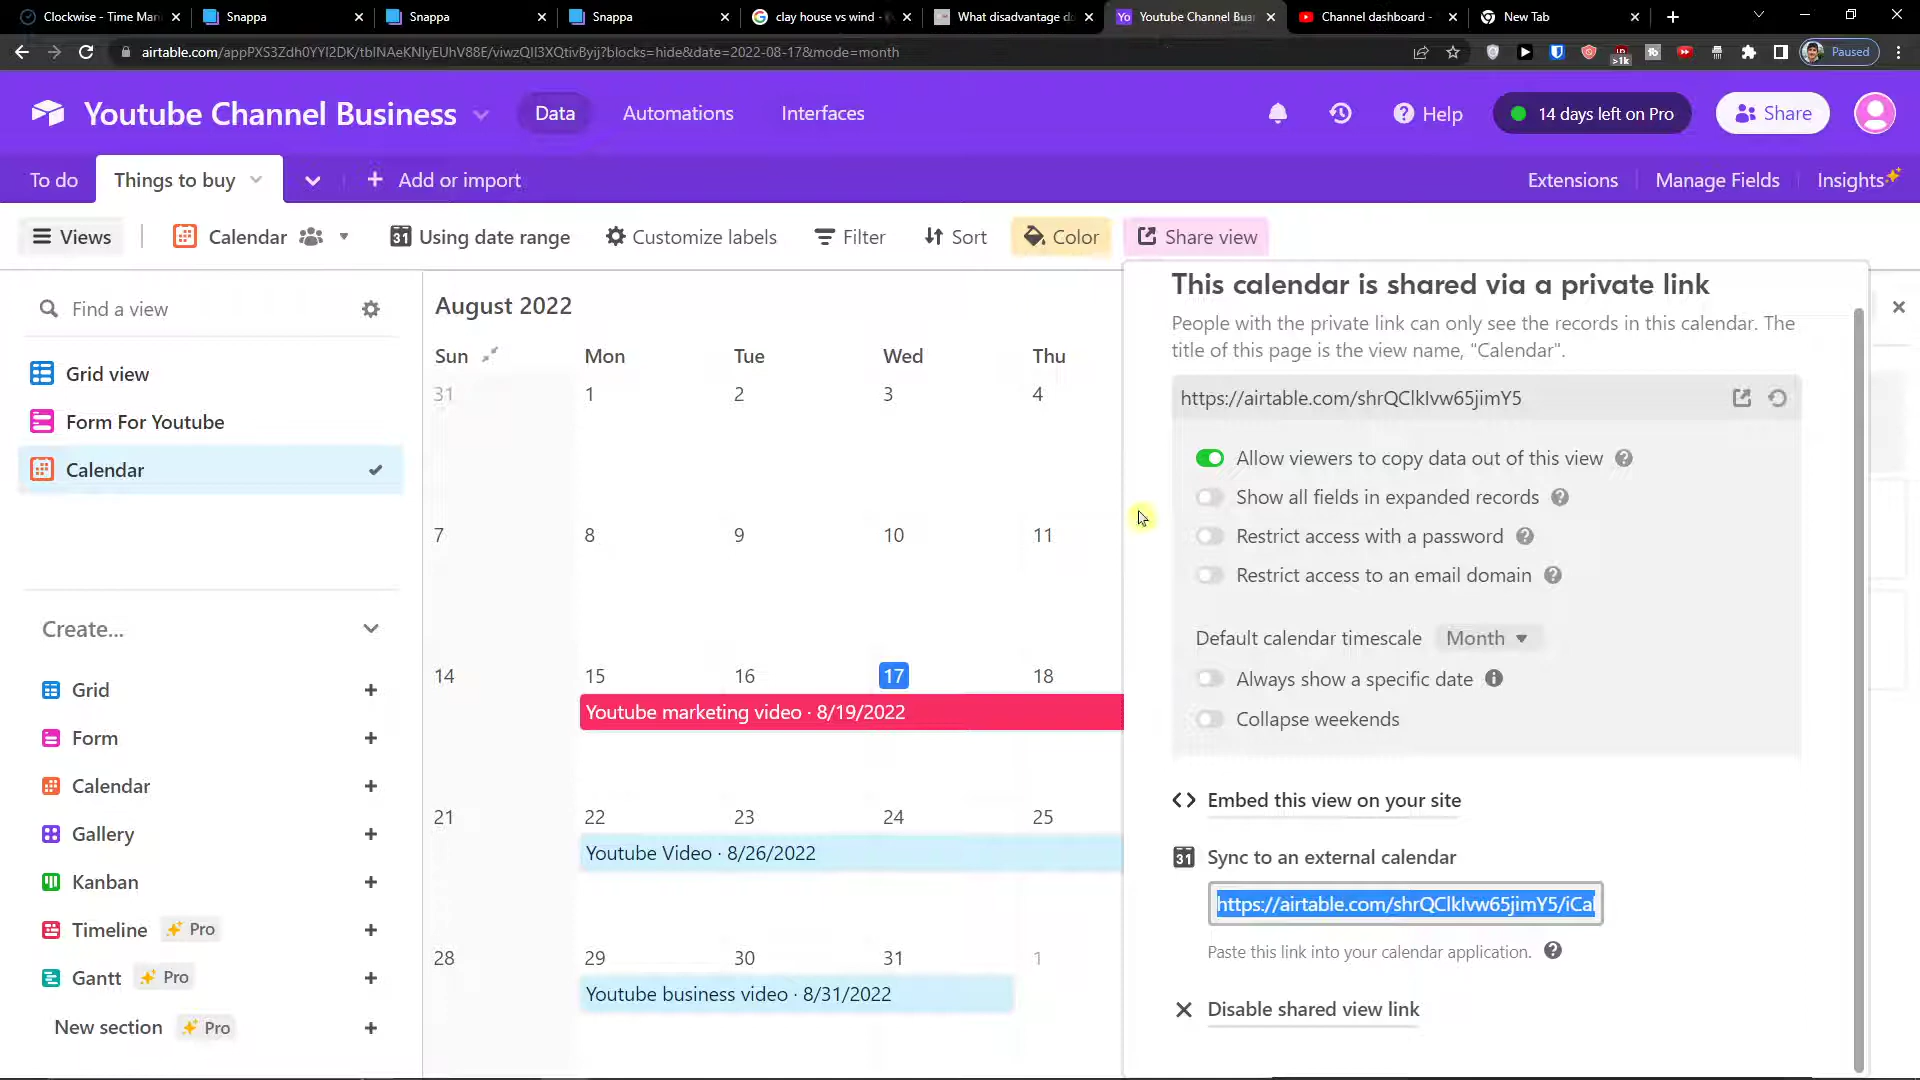 Clockwise - Time Man
Snappa
Snappa
Snappa
clay house vs wind -
What disadvantage do
Youtube Channel Busi
Channel dashboard -
New Tab
airtable.com/appPXS3Zdh0YYI2DK/tblNAeKNIyEUhV88E/viwzQII3XQtivByij?blocks=hide&date=2022-08-17&mode=month
>1k
Paused
Youtube Channel Business
Data
Automations
Interfaces
Help
14 days left on Pro
Share
To do
Things to buy
Add or import
Extensions
Manage Fields
Insights
Views
Calendar
31 Using date range
Customize labels
Filter
Sort
Color
Share view
Find a view
Grid view
Form For Youtube
Calendar
Create...
Grid
Form
Calendar
Gallery
Kanban
Timeline Pro
Gantt Pro
New section Pro
August 2022
Sun Mon Tue Wed Thu
31 1 2 3 4
7 8 9 10 11
14 15 16 17 18
Youtube marketing video · 8/19/2022
21 22 23 24 25
Youtube Video · 8/26/2022
28 29 30 31 1
Youtube business video · 8/31/2022
This calendar is shared via a private link
People with the private link can only see the records in this calendar. The
title of this page is the view name, "Calendar".
https://airtable.com/shrQClkIvw65jimY5
Allow viewers to copy data out of this view
Show all fields in expanded records
Restrict access with a password
Restrict access to an email domain
Default calendar timescale Month
Always show a specific date
Collapse weekends
Embed this view on your site
31 Sync to an external calendar
https://airtable.com/shrQClkIvw65jimY5/iCal
Paste this link into your calendar application.
Disable shared view link